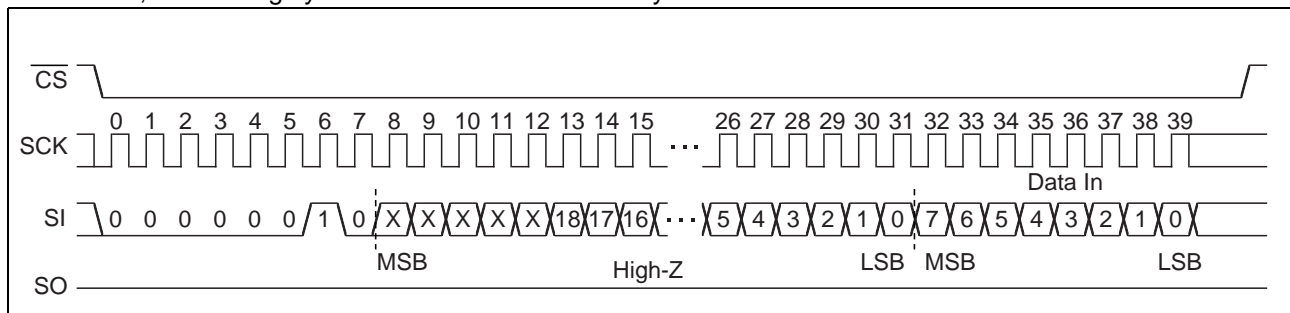 CS
0 1 2 3 4 5 6 7 8 9 10 11 12 13 14 15 26 27 28 29 30 31 32 33 34 35 36 37 38 39
SCK
Data In
SI 0 0 0 0 0 0 1 0 X X X X X 18 17 16 5 4 3 2 1 0 7 6 5 4 3 2 1 0
MSB High-Z LSB MSB LSB
SO